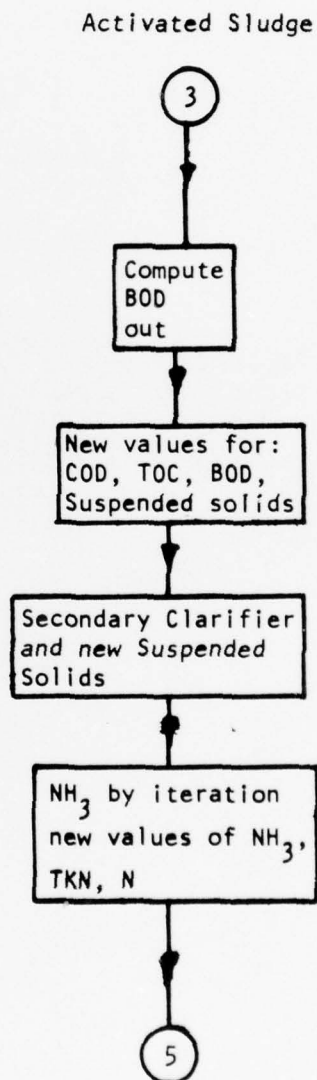 Activated Sludge
3
Compute
BOD
out
New values for:
COD, TOC, BOD,
Suspended solids
Secondary Clarifier
and new Suspended
Solids
NH₃ by iteration
new values of NH₃,
TKN, N
5